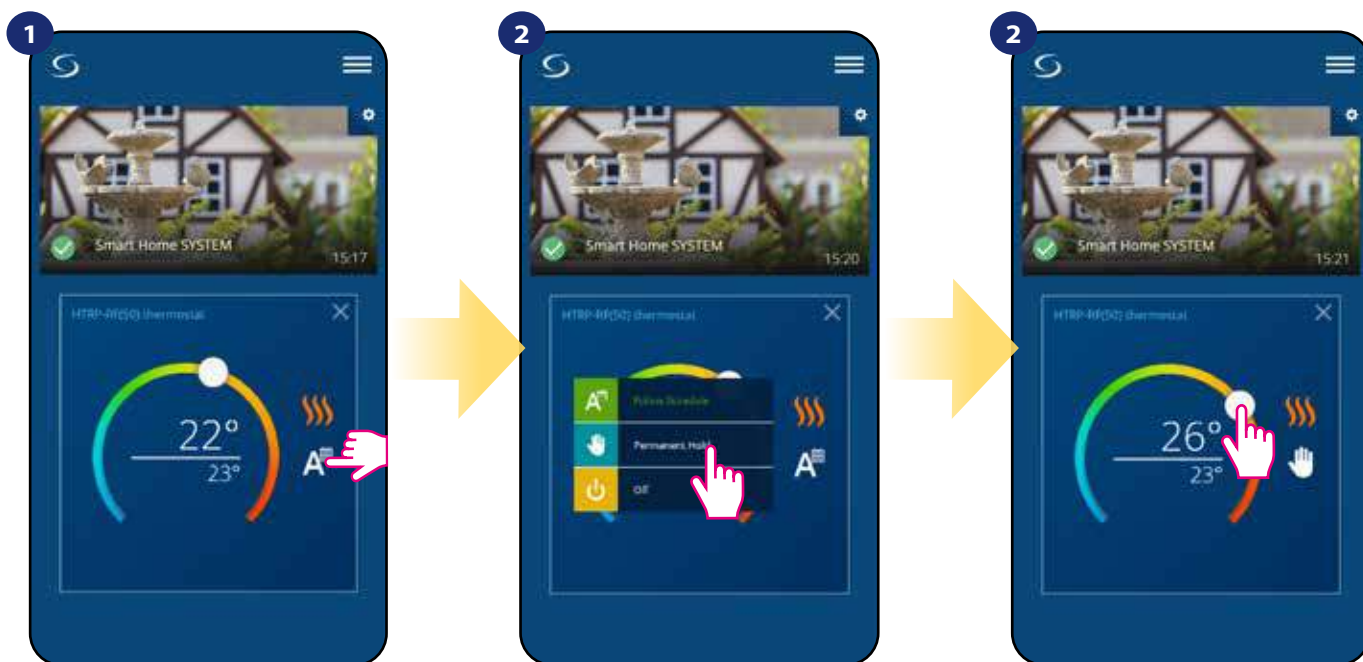 1
Smart Home SYSTEM
15:17
HTRP-RF(50) thermostat
22°
23°
A
2
Smart Home SYSTEM
15:20
HTRP-RF(50) thermostat
A
Follow Schedule
Permanent Hold
Off
A
2
Smart Home SYSTEM
15:21
HTRP-RF(50) thermostat
26°
23°